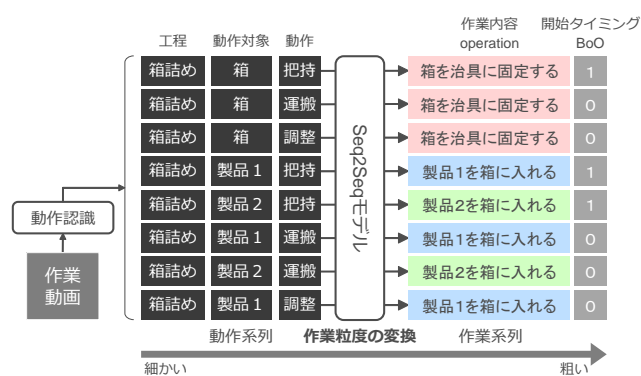 工程 動作対象 動作 作業内容 operation 開始タイミング BoO
箱詰め 箱 把持 箱を治具に固定する 1
箱詰め 箱 運搬 箱を治具に固定する 0
箱詰め 箱 調整 箱を治具に固定する 0
箱詰め 製品1 把持 製品1を箱に入れる 1
箱詰め 製品2 把持 製品2を箱に入れる 1
箱詰め 製品1 運搬 製品1を箱に入れる 0
箱詰め 製品2 運搬 製品2を箱に入れる 0
箱詰め 製品1 調整 製品1を箱に入れる 0
Seq2Seqモデル
動作認識
作業
動画
動作系列 作業粒度の変換 作業系列
細かい 粗い